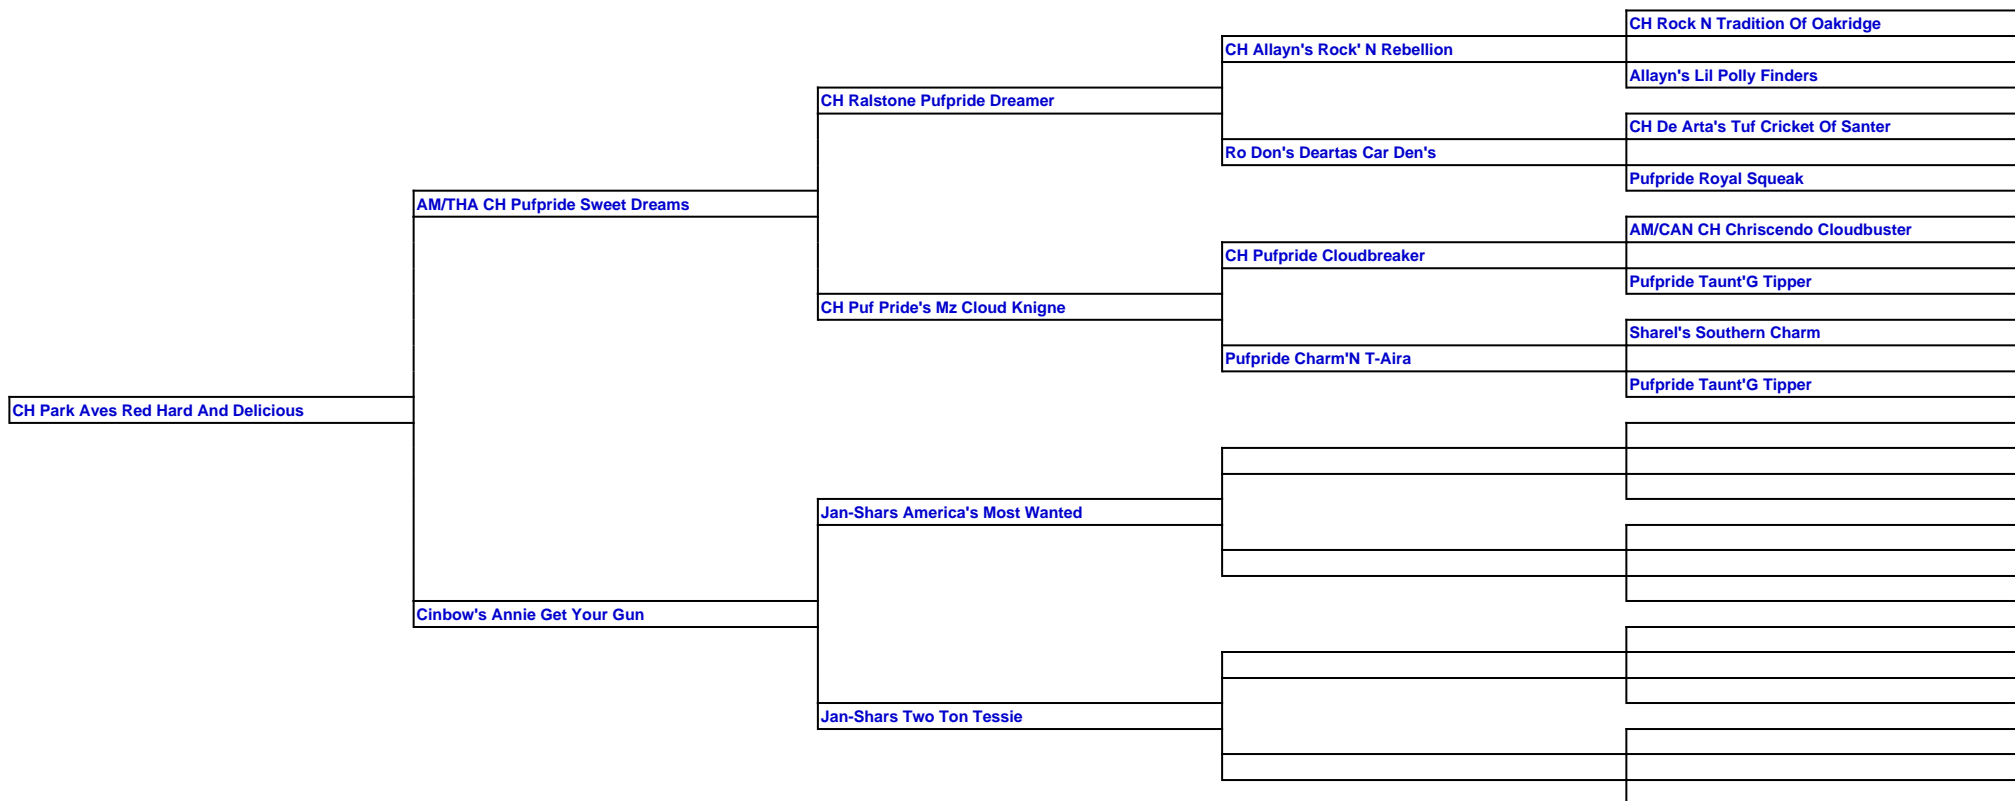 CH Rock N Tradition Of Oakridge
CH Allayn's Rock' N Rebellion
Allayn's Lil Polly Finders
CH Ralstone Pufpride Dreamer
CH De Arta's Tuf Cricket Of Santer
Ro Don's Deartas Car Den's
Pufpride Royal Squeak
AM/THA CH Pufpride Sweet Dreams
AM/CAN CH Chriscendo Cloudbuster
CH Pufpride Cloudbreaker
Pufpride Taunt'G Tipper
CH Puf Pride's Mz Cloud Knigne
Sharel's Southern Charm
Pufpride Charm'N T-Aira
Pufpride Taunt'G Tipper
CH Park Aves Red Hard And Delicious
Jan-Shars America's Most Wanted
Cinbow's Annie Get Your Gun
Jan-Shars Two Ton Tessie